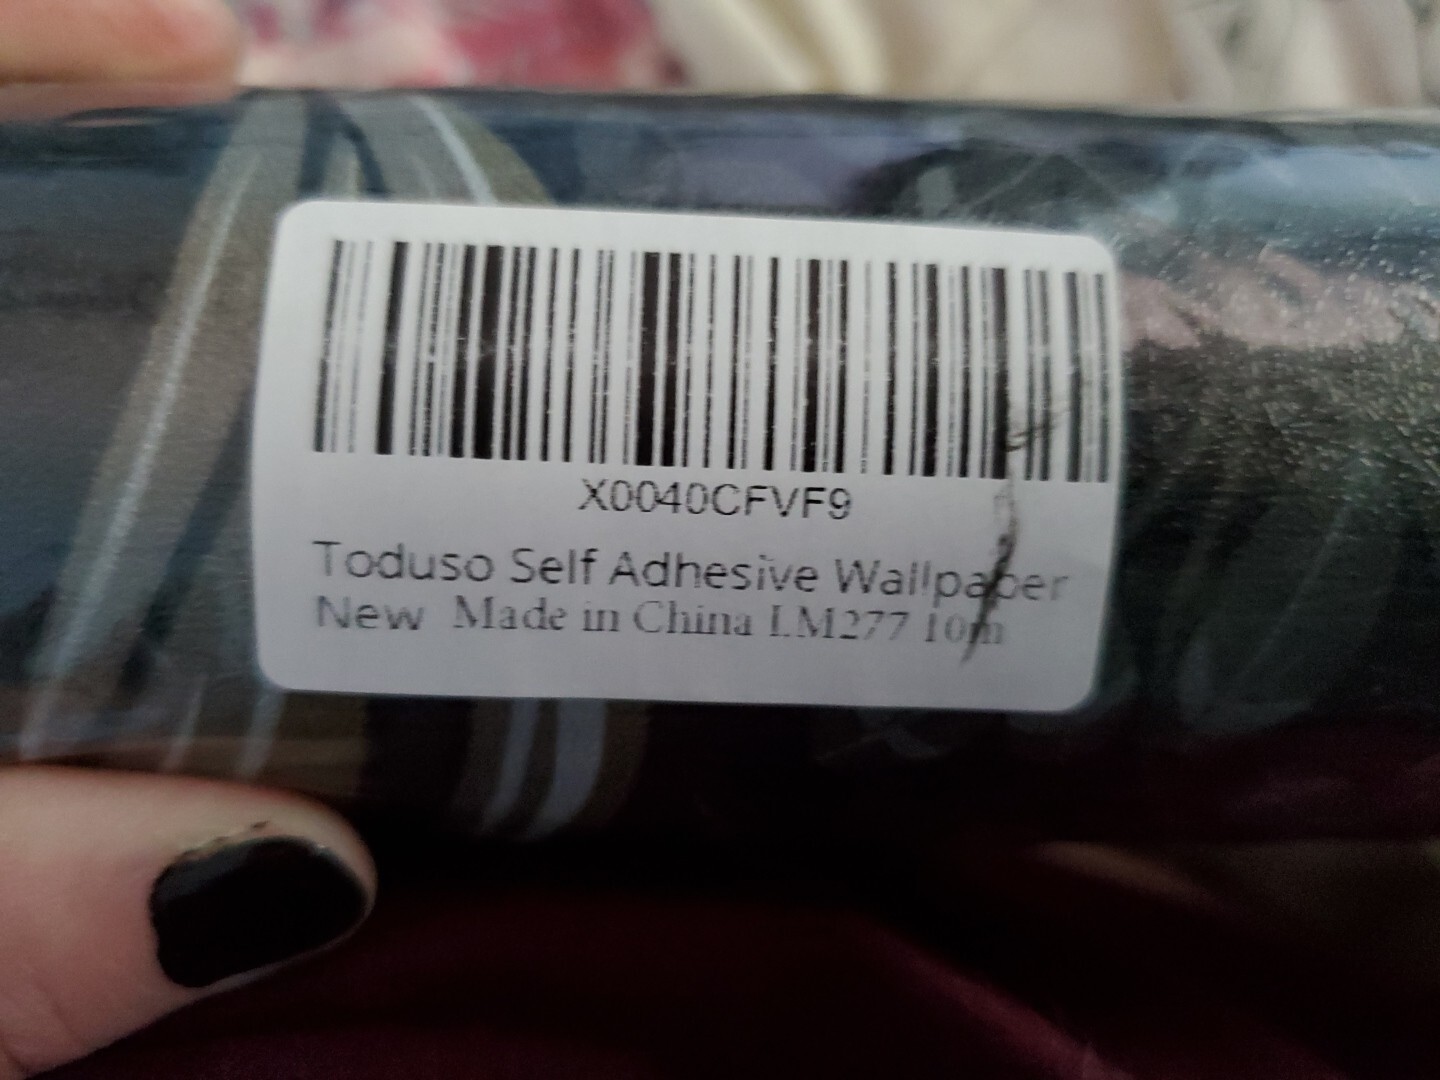 X0040CFVF9
Toduso Self Adhesive Wallpaper
New Made in China LM277 10m